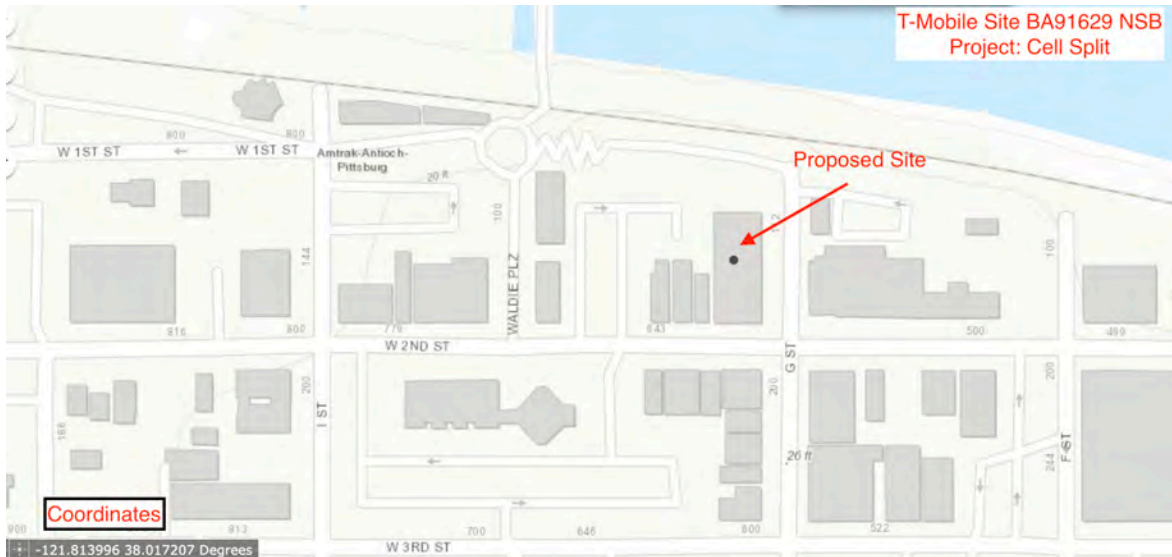 T-Mobile Site BA91629 NSB
Project: Cell Split
800
800
W 1ST ST
W 1ST ST
Amtrak-Antioch-
Pittsburg
Proposed Site
20 ft
100
WALDIE PLZ
144
100
816
800
779
643
500
499
W 2ND ST
G ST
I ST
F ST
200
200
200
166
20 ft
244
Coordinates
900
813
700
646
800
522
W 3RD ST
-121.813996 38.017207 Degrees